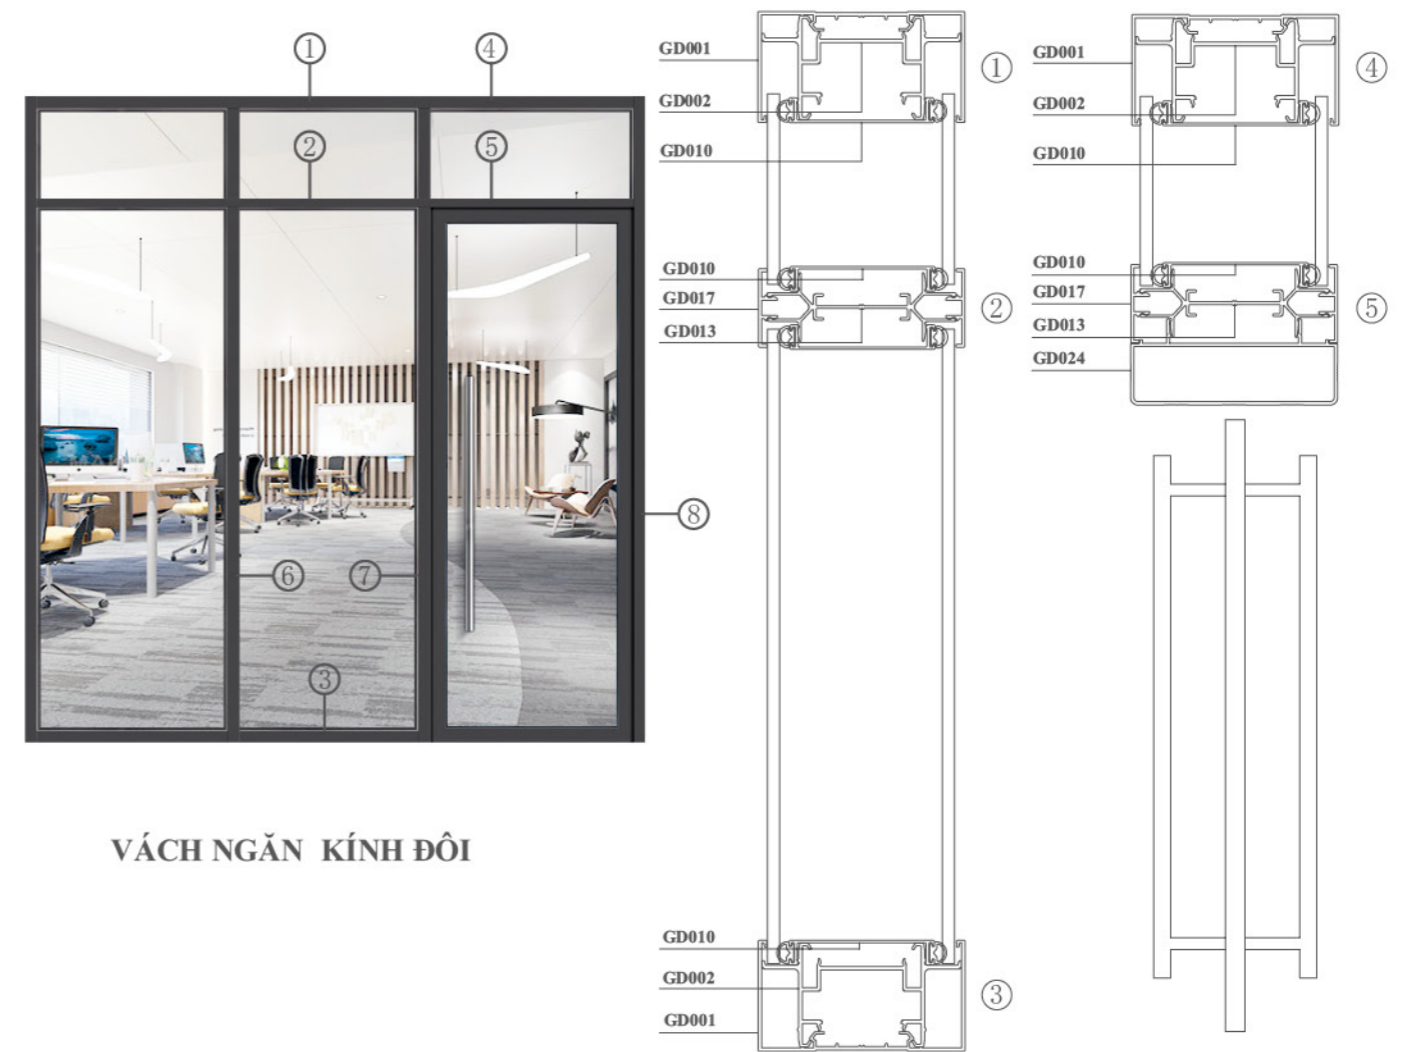 ①
④
②
⑤
⑧
⑥
⑦
③
VÁCH NGĂN KÍNH ĐÔI
GD001
①
GD002
GD010
GD010
GD017
②
GD013
GD010
GD002
③
GD001
GD001
④
GD002
GD010
GD010
GD017
⑤
GD013
GD024